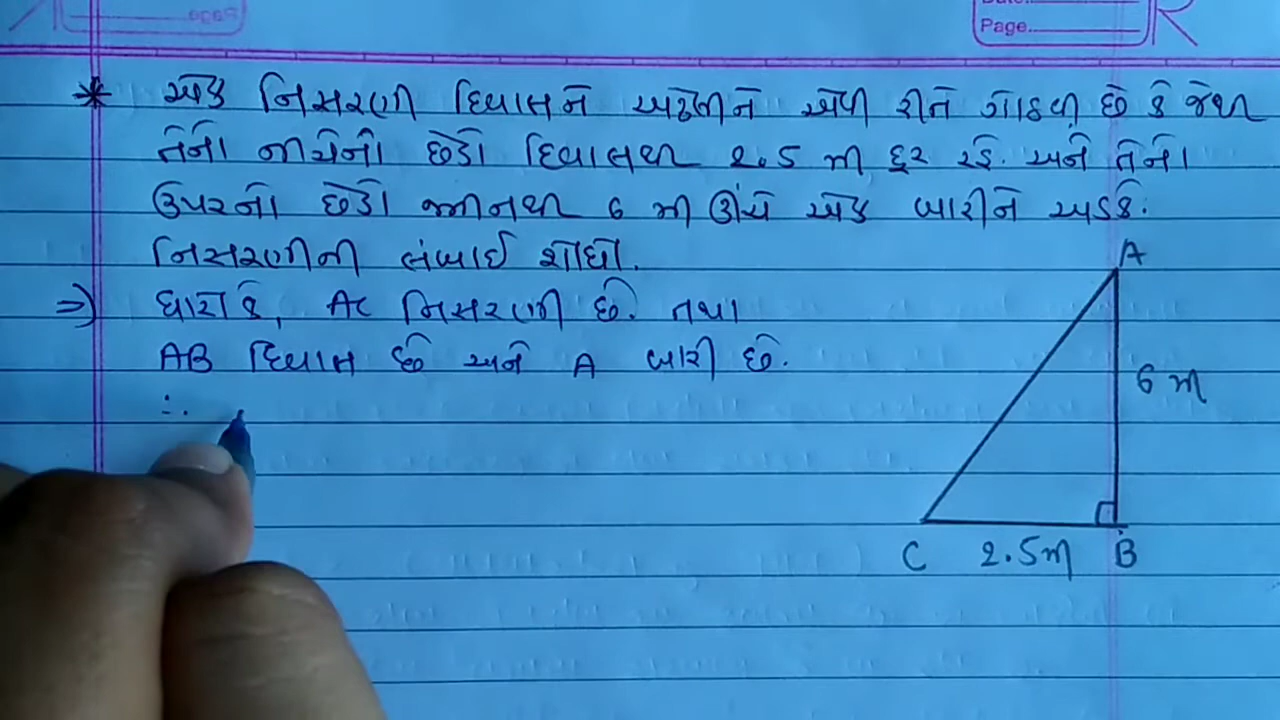 Page
* એક નિસરણી દિવાલને અઢેલીને એવી રીતે ગોઠવી છે કે જેથી
તેનો નીચેનો છેડો દિવાલથી 2.5 મી દૂર રહે. અને તેનો
ઉપરનો છેડો જમીનથી 6 મી ઊંચે એક બારીને અડકે.
નિસરણીની લંબાઈ શોધો.
⇒) ધારો કે, AC નિસરણી છે. તથા
AB દિવાલ છે અને A બારી છે.
∴
A
6 મી
C 2.5મી B